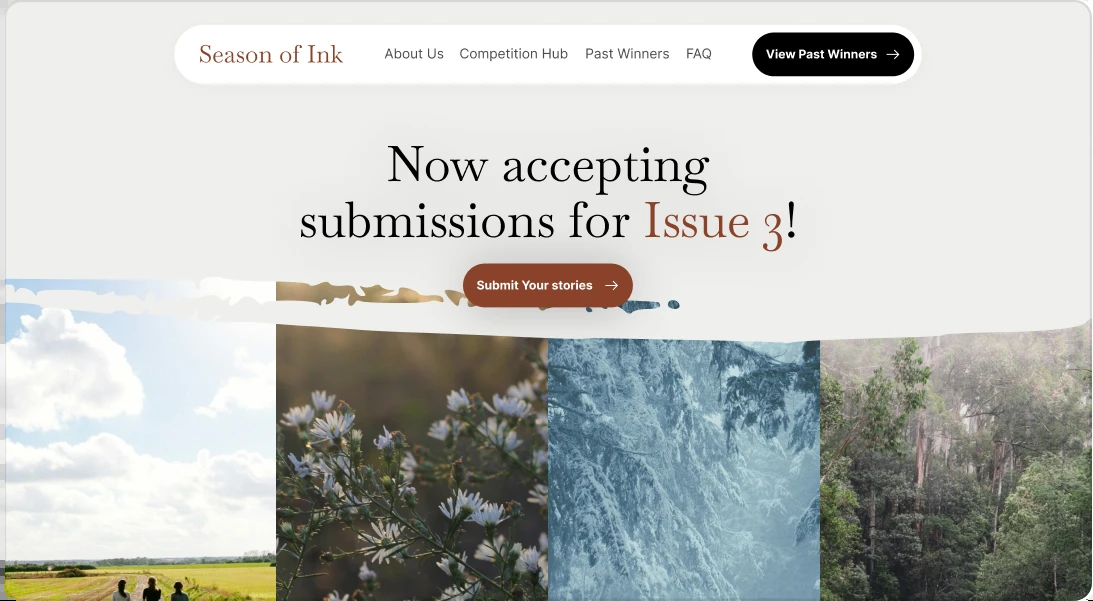 Season of Ink
About Us
Competition Hub
Past Winners
FAQ
View Past Winners →
Now accepting
submissions for Issue 3!
Submit Your stories →